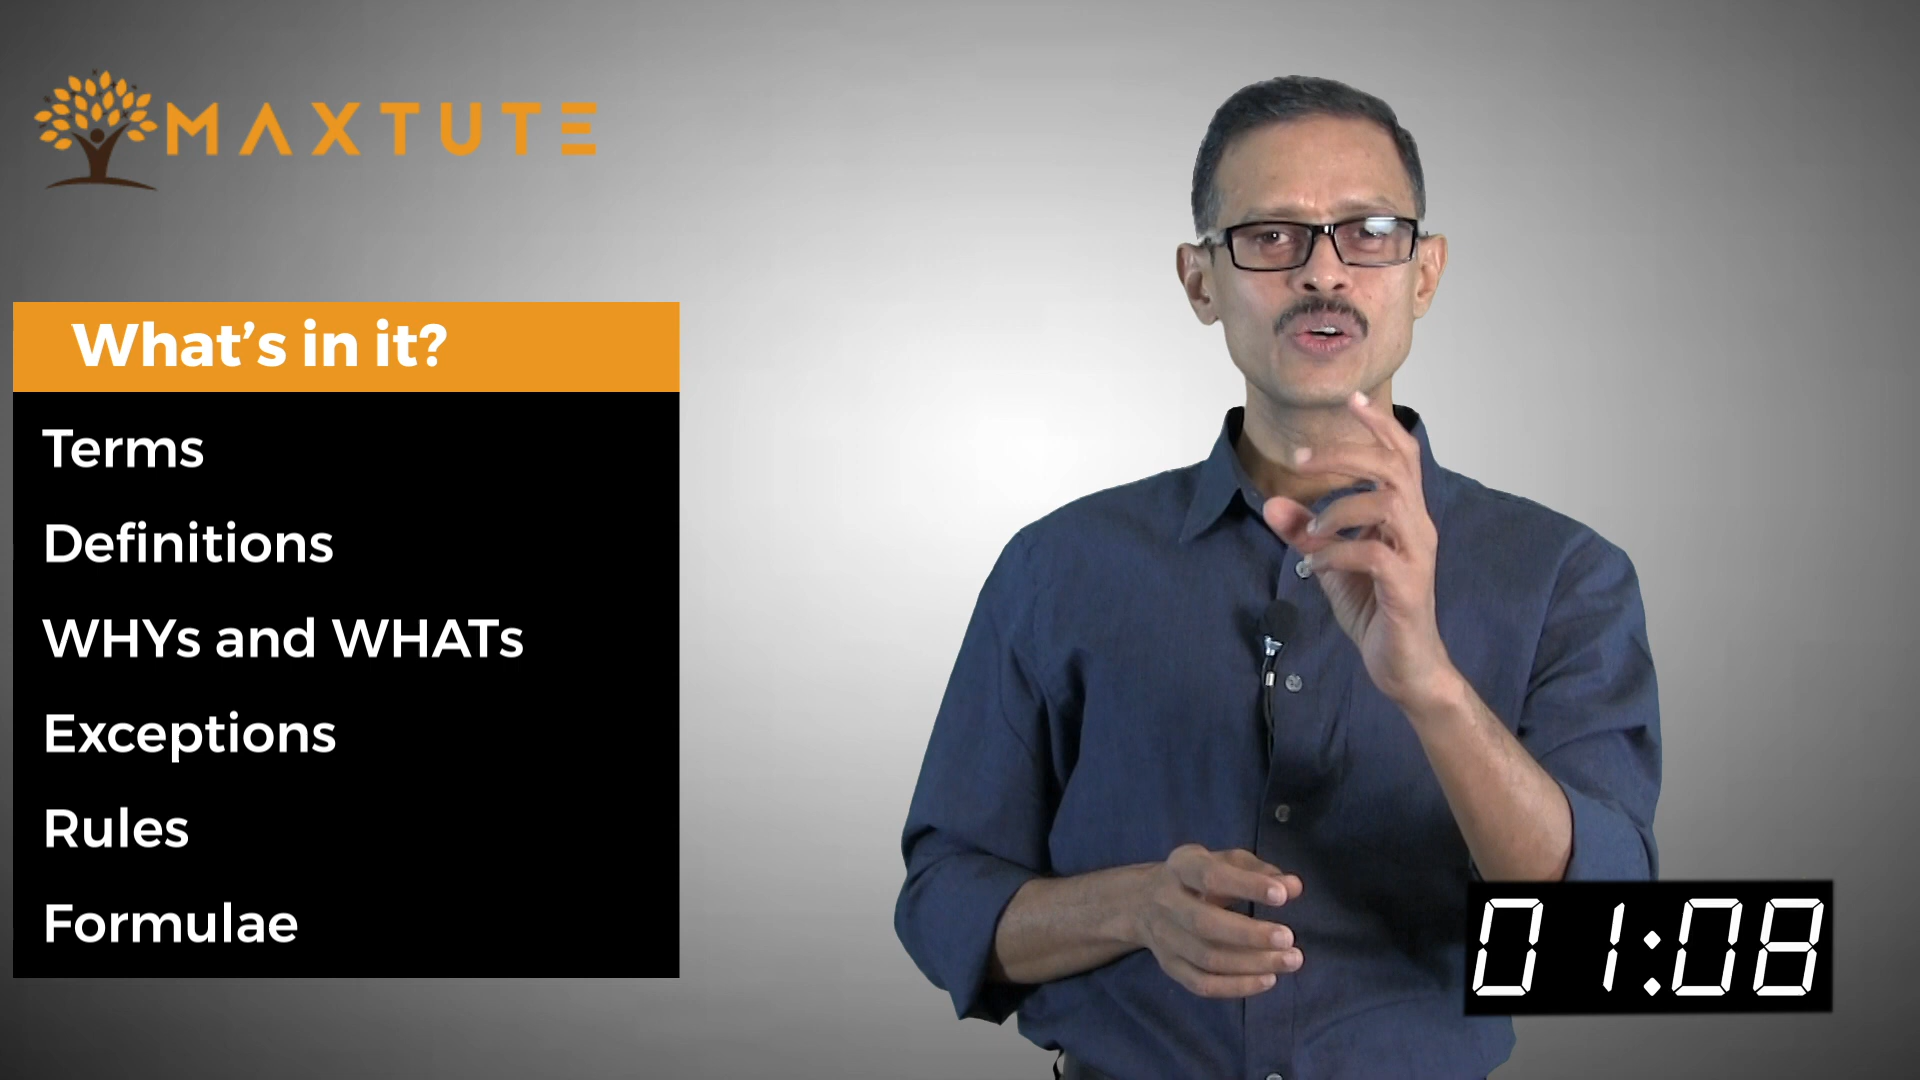 MAXTUTE
What's in it?
Terms
Definitions
WHYs and WHATs
Exceptions
Rules
Formulae
01:08